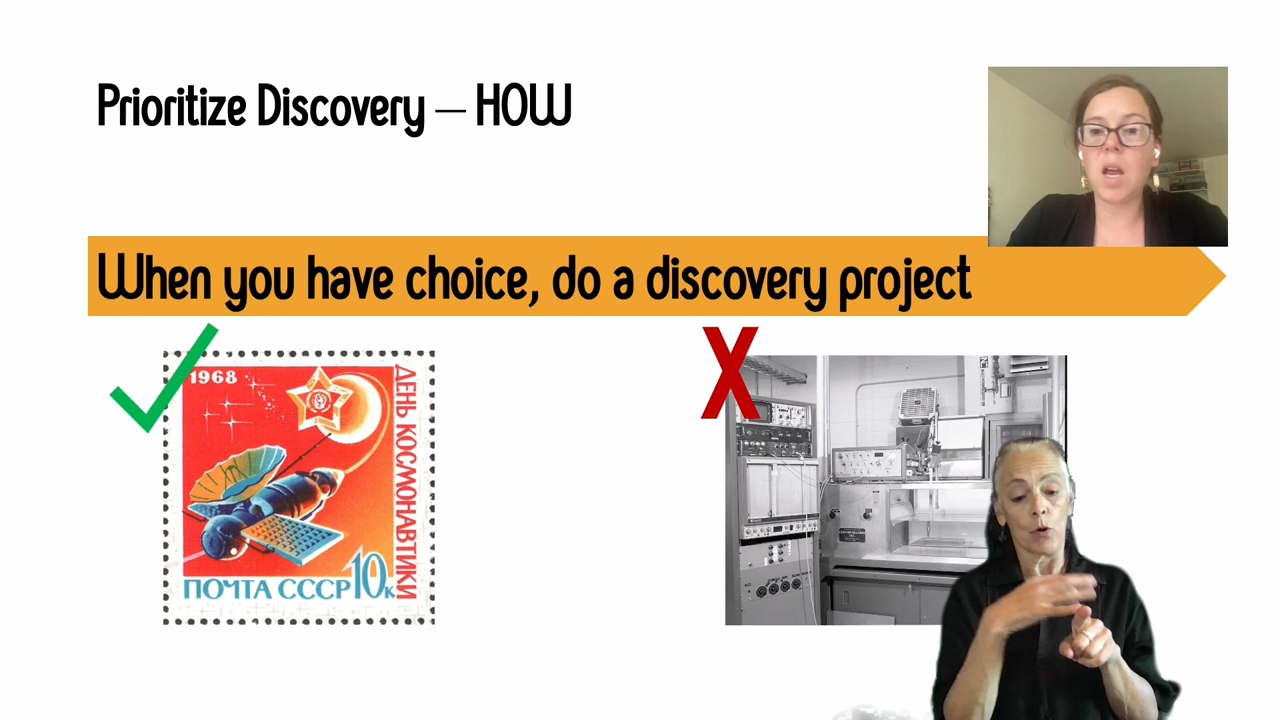 Prioritize Discovery – HOW
When you have choice, do a discovery project
X
1968
ДЕНЬ КОСМОНАВТИКИ
ПОЧТА СССР 10к